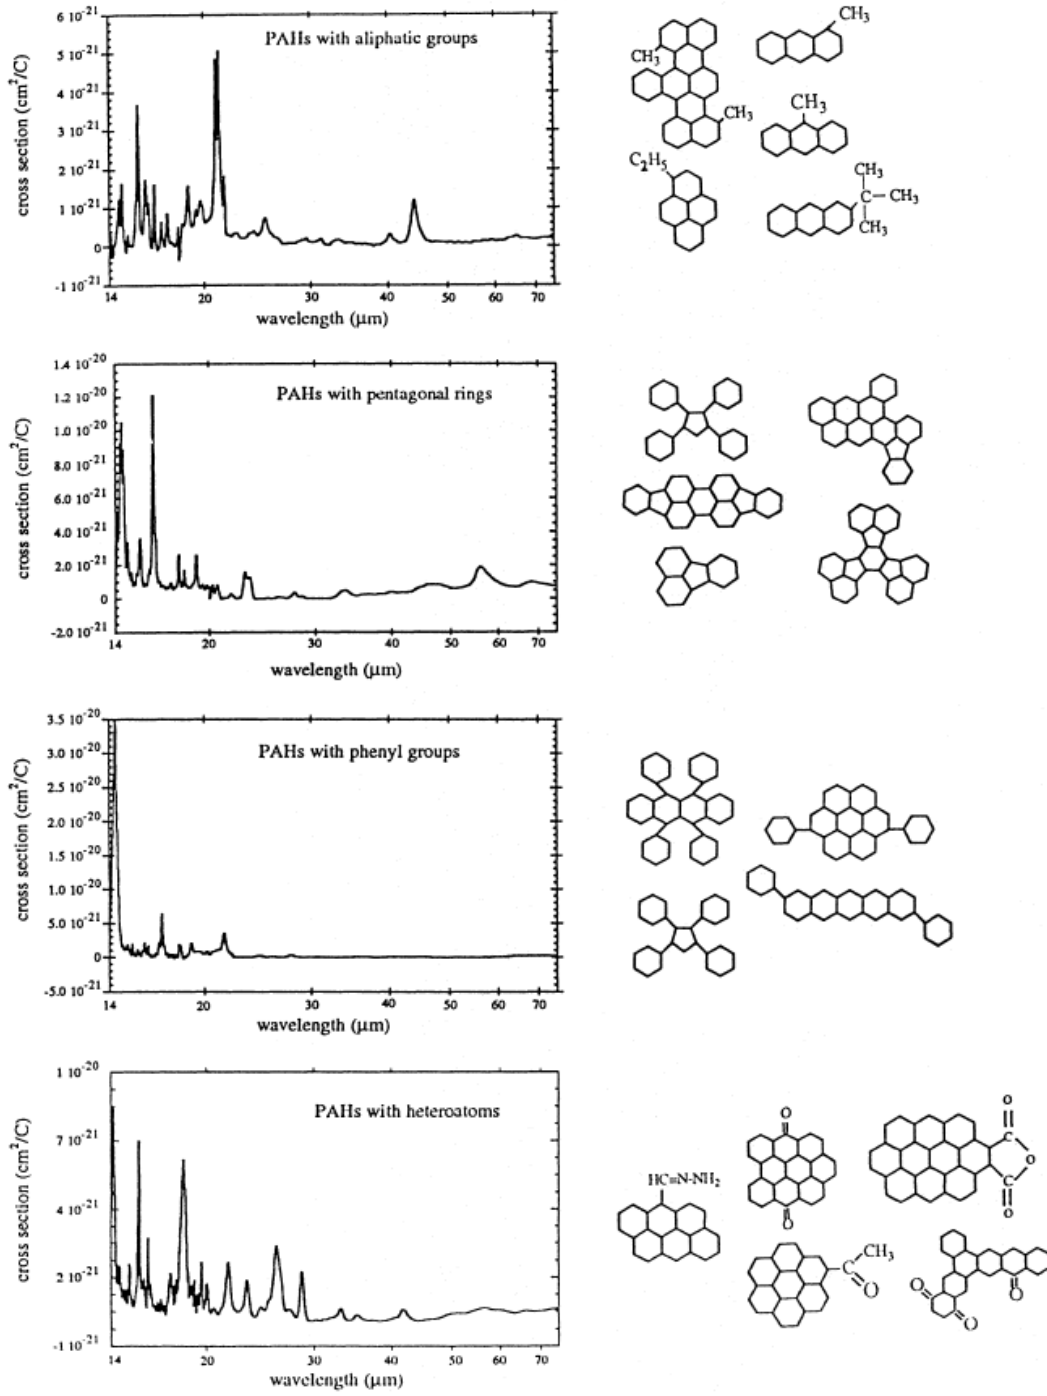 6 10⁻²¹
5 10⁻²¹
4 10⁻²¹
3 10⁻²¹
2 10⁻²¹
1 10⁻²¹
0
-1 10⁻²¹
cross section (cm²/C)
PAHs with aliphatic groups
14 20 30 40 50 60 70
wavelength (μm)
CH₃
CH₃
CH₃
CH₃
C₂H₅
CH₃
C—CH₃
CH₃
1.4 10⁻²⁰
1.2 10⁻²⁰
1.0 10⁻²⁰
8.0 10⁻²¹
6.0 10⁻²¹
4.0 10⁻²¹
2.0 10⁻²¹
0
-2.0 10⁻²¹
cross section (cm²/C)
PAHs with pentagonal rings
14 20 30 40 50 60 70
wavelength (μm)
3.5 10⁻²⁰
3.0 10⁻²⁰
2.5 10⁻²⁰
2.0 10⁻²⁰
1.5 10⁻²⁰
1.0 10⁻²⁰
5.0 10⁻²¹
0
-5.0 10⁻²¹
cross section (cm²/C)
PAHs with phenyl groups
14 20 30 40 50 60 70
wavelength (μm)
1 10⁻²⁰
7 10⁻²¹
4 10⁻²¹
2 10⁻²¹
-1 10⁻²¹
cross section (cm²/C)
PAHs with heteroatoms
14 20 30 40 50 60 70
wavelength (μm)
HC=N-NH₂
O
O
O
C
O
C
O
CH₃
C
O
O
O
O